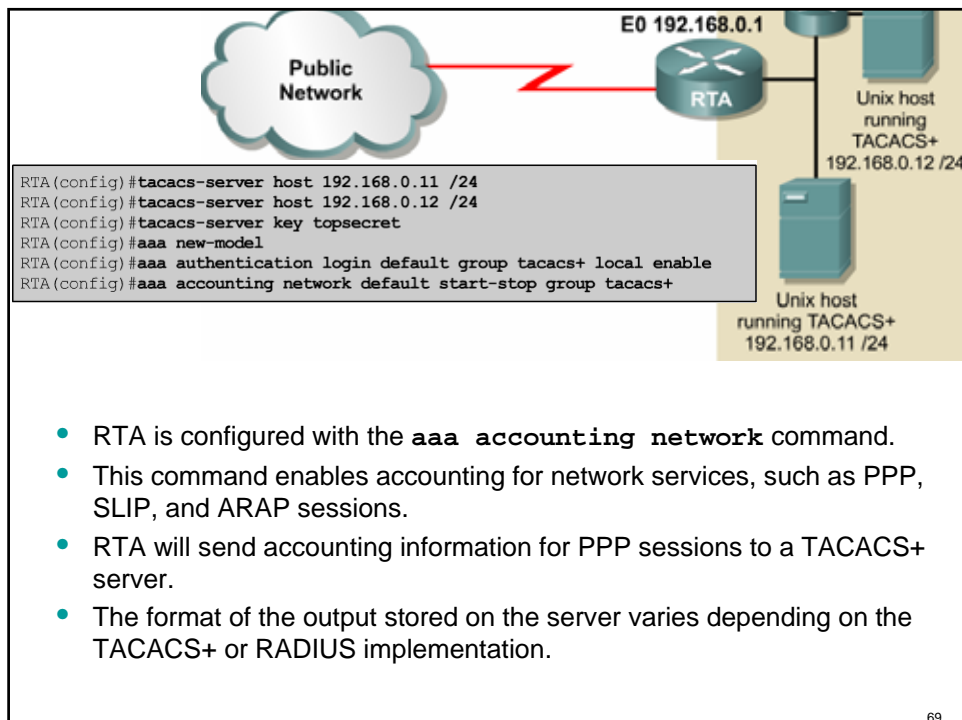 E0 192.168.0.1
Public
Network
RTA
Unix host
running
TACACS+
192.168.0.12 /24
RTA(config)#tacacs-server host 192.168.0.11 /24
RTA(config)#tacacs-server host 192.168.0.12 /24
RTA(config)#tacacs-server key topsecret
RTA(config)#aaa new-model
RTA(config)#aaa authentication login default group tacacs+ local enable
RTA(config)#aaa accounting network default start-stop group tacacs+
Unix host
running TACACS+
192.168.0.11 /24
• RTA is configured with the aaa accounting network command.
• This command enables accounting for network services, such as PPP,
SLIP, and ARAP sessions.
• RTA will send accounting information for PPP sessions to a TACACS+
server.
• The format of the output stored on the server varies depending on the
TACACS+ or RADIUS implementation.
69